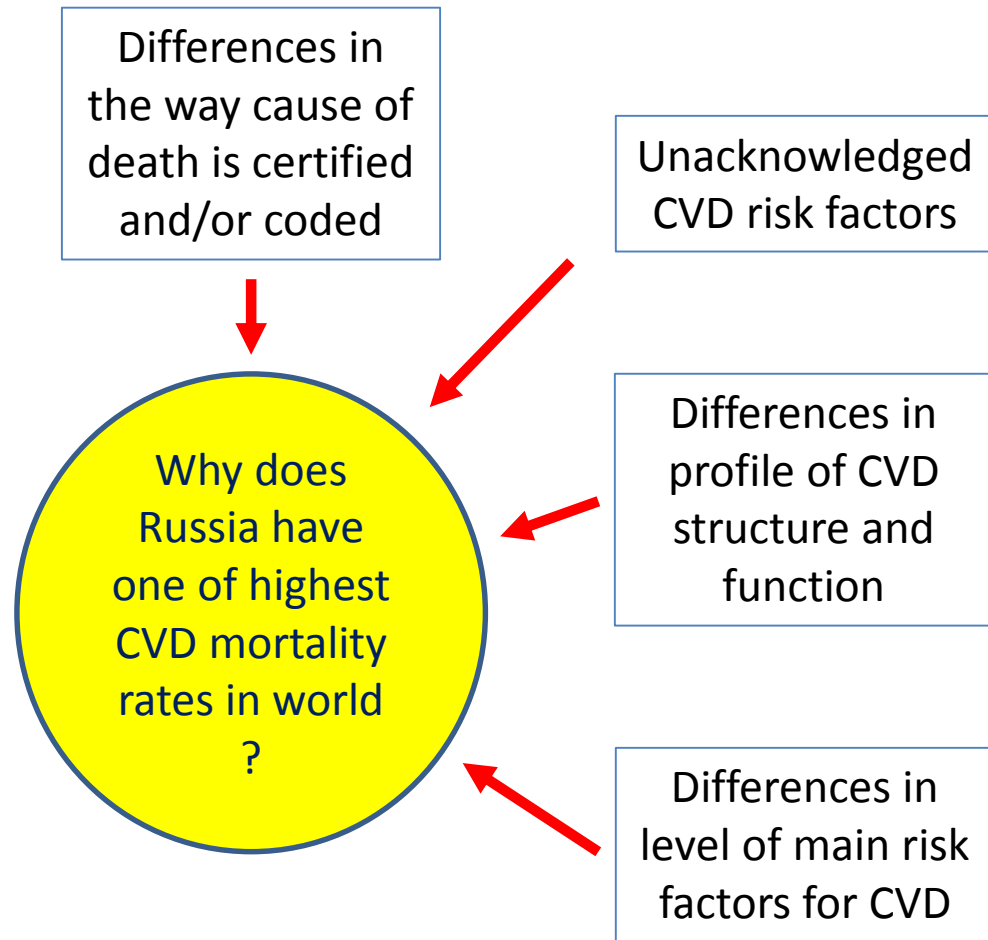 Differences in
the way cause of
death is certified
and/or coded
Unacknowledged
CVD risk factors
Why does
Russia have
one of highest
CVD mortality
rates in world
?
Differences in
profile of CVD
structure and
function
Differences in
level of main risk
factors for CVD